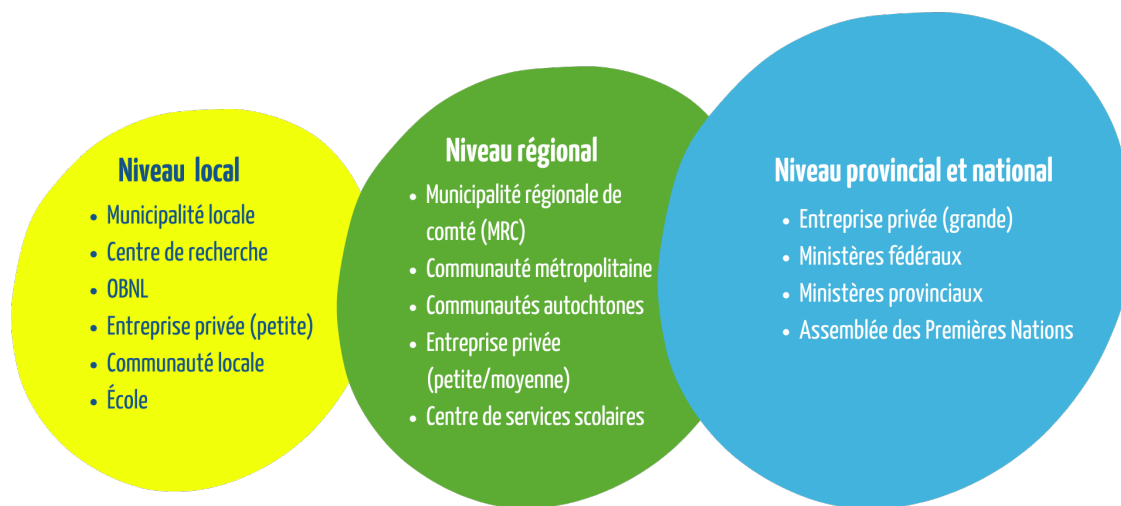 Niveau local
• Municipalité locale
• Centre de recherche
• OBNL
• Entreprise privée (petite)
• Communauté locale
• École
Niveau régional
• Municipalité régionale de
comté (MRC)
• Communauté métropolitaine
• Communautés autochtones
• Entreprise privée
(petite/moyenne)
• Centre de services scolaires
Niveau provincial et national
• Entreprise privée (grande)
• Ministères fédéraux
• Ministères provinciaux
• Assemblée des Premières Nations